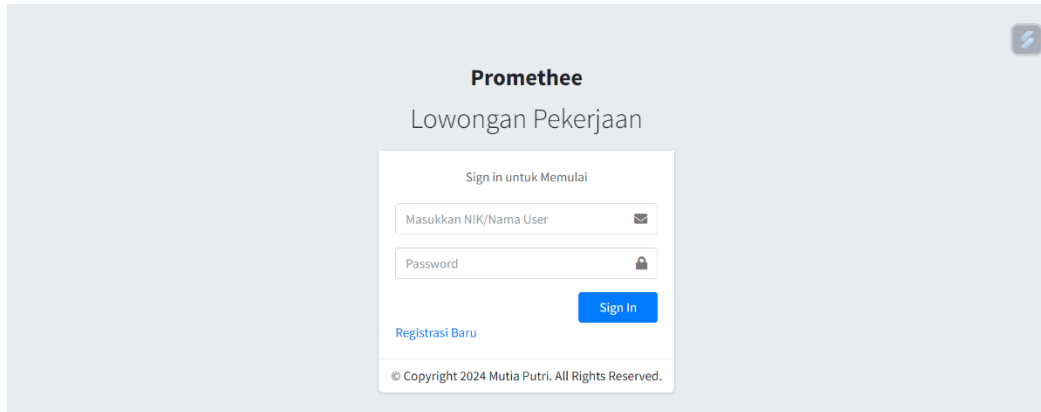 Promethee
Lowongan Pekerjaan
Sign in untuk Memulai
Masukkan NIK/Nama User
Password
Sign In
Registrasi Baru
© Copyright 2024 Mutia Putri. All Rights Reserved.